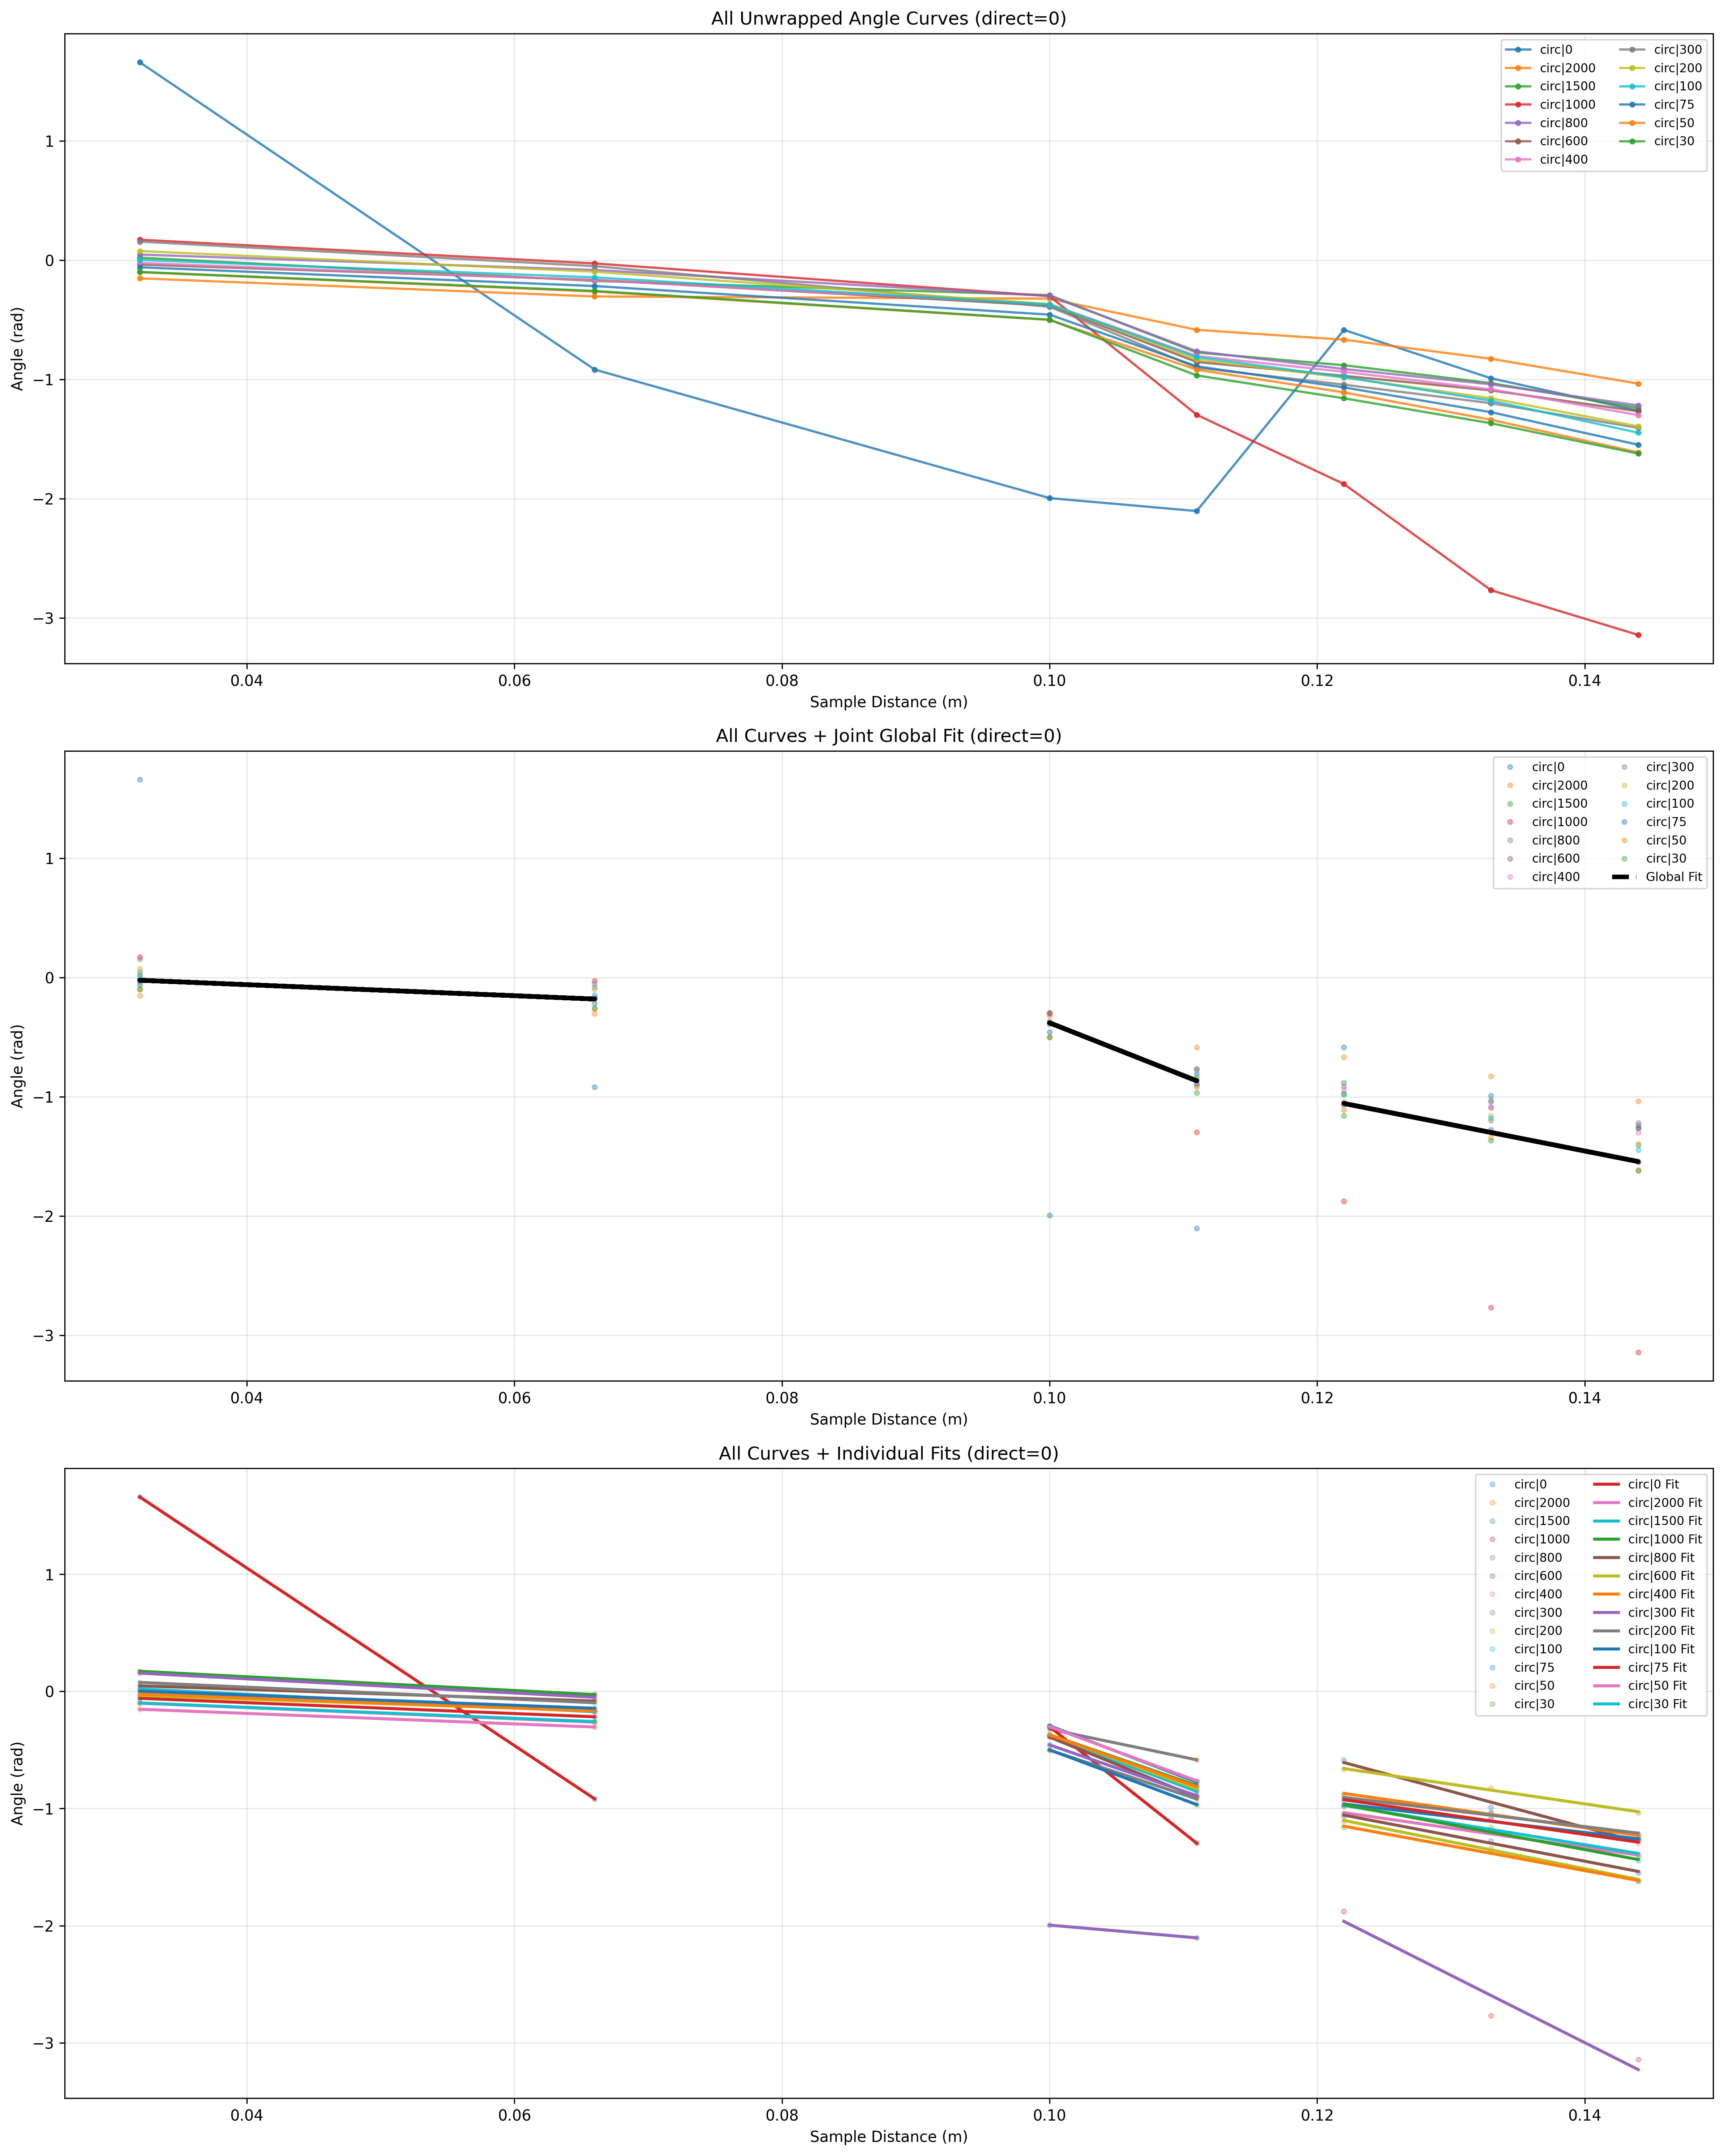 All Unwrapped Angle Curves (direct=0)
circ|0
circ|2000
circ|1500
circ|1000
circ|800
circ|600
circ|400
circ|300
circ|200
circ|100
circ|75
circ|50
circ|30
Angle (rad)
1
0
−1
−2
−3
0.04
0.06
0.08
0.10
0.12
0.14
Sample Distance (m)
All Curves + Joint Global Fit (direct=0)
circ|0
circ|2000
circ|1500
circ|1000
circ|800
circ|600
circ|400
circ|300
circ|200
circ|100
circ|75
circ|50
circ|30
Global Fit
Angle (rad)
1
0
−1
−2
−3
0.04
0.06
0.08
0.10
0.12
0.14
Sample Distance (m)
All Curves + Individual Fits (direct=0)
circ|0
circ|2000
circ|1500
circ|1000
circ|800
circ|600
circ|400
circ|300
circ|200
circ|100
circ|75
circ|50
circ|30
circ|0 Fit
circ|2000 Fit
circ|1500 Fit
circ|1000 Fit
circ|800 Fit
circ|600 Fit
circ|400 Fit
circ|300 Fit
circ|200 Fit
circ|100 Fit
circ|75 Fit
circ|50 Fit
circ|30 Fit
Angle (rad)
1
0
−1
−2
−3
0.04
0.06
0.08
0.10
0.12
0.14
Sample Distance (m)